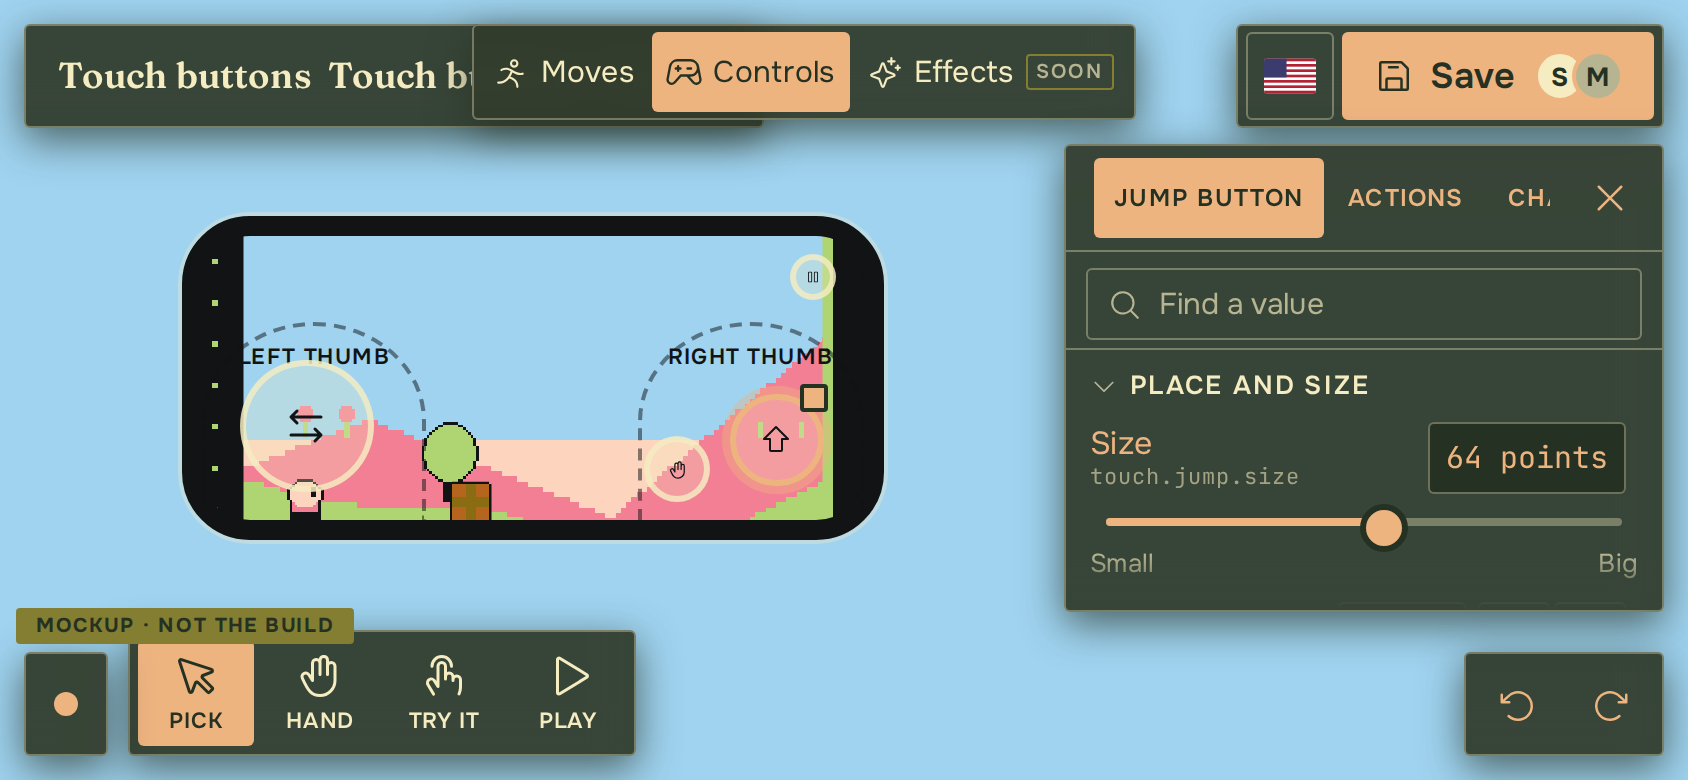 Touch buttons Touch
Moves
Controls
Effects
SOON
Save
S
M
JUMP BUTTON
ACTIONS
Find a value
PLACE AND SIZE
Size
touch.jump.size
64 points
Small
Big
LEFT THUMB
RIGHT THUMB
MOCKUP · NOT THE BUILD
PICK
HAND
TRY IT
PLAY